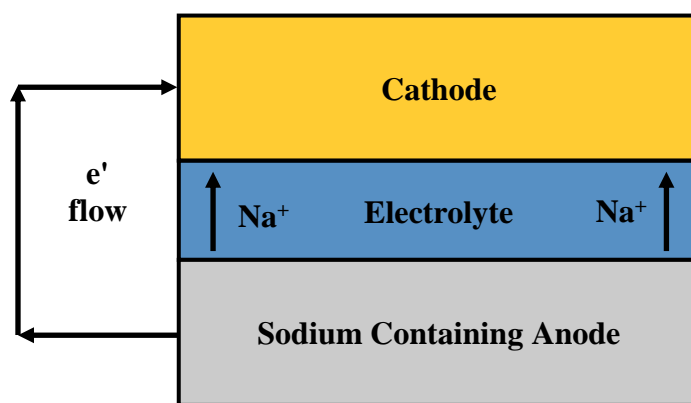 Cathode
e'
flow
Na⁺ Electrolyte Na⁺
Sodium Containing Anode